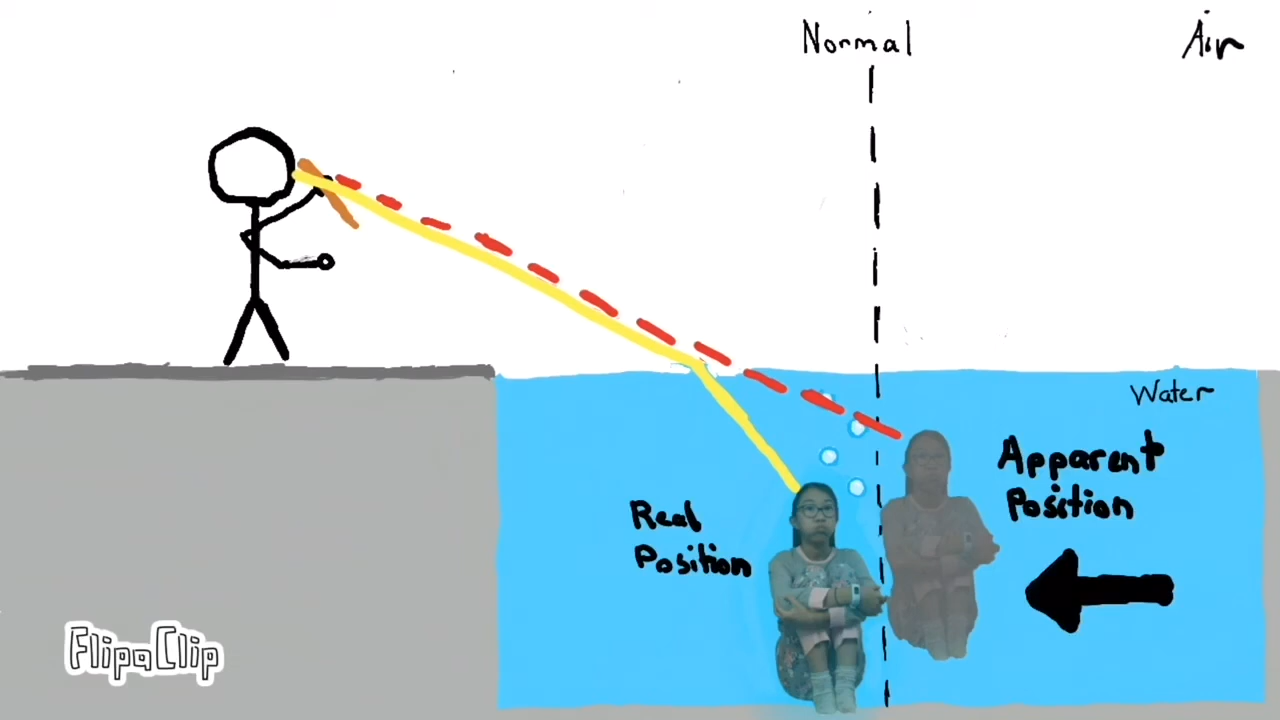 Normal
Air
Water
Apparent
Position
Real
Position
FlipaClip